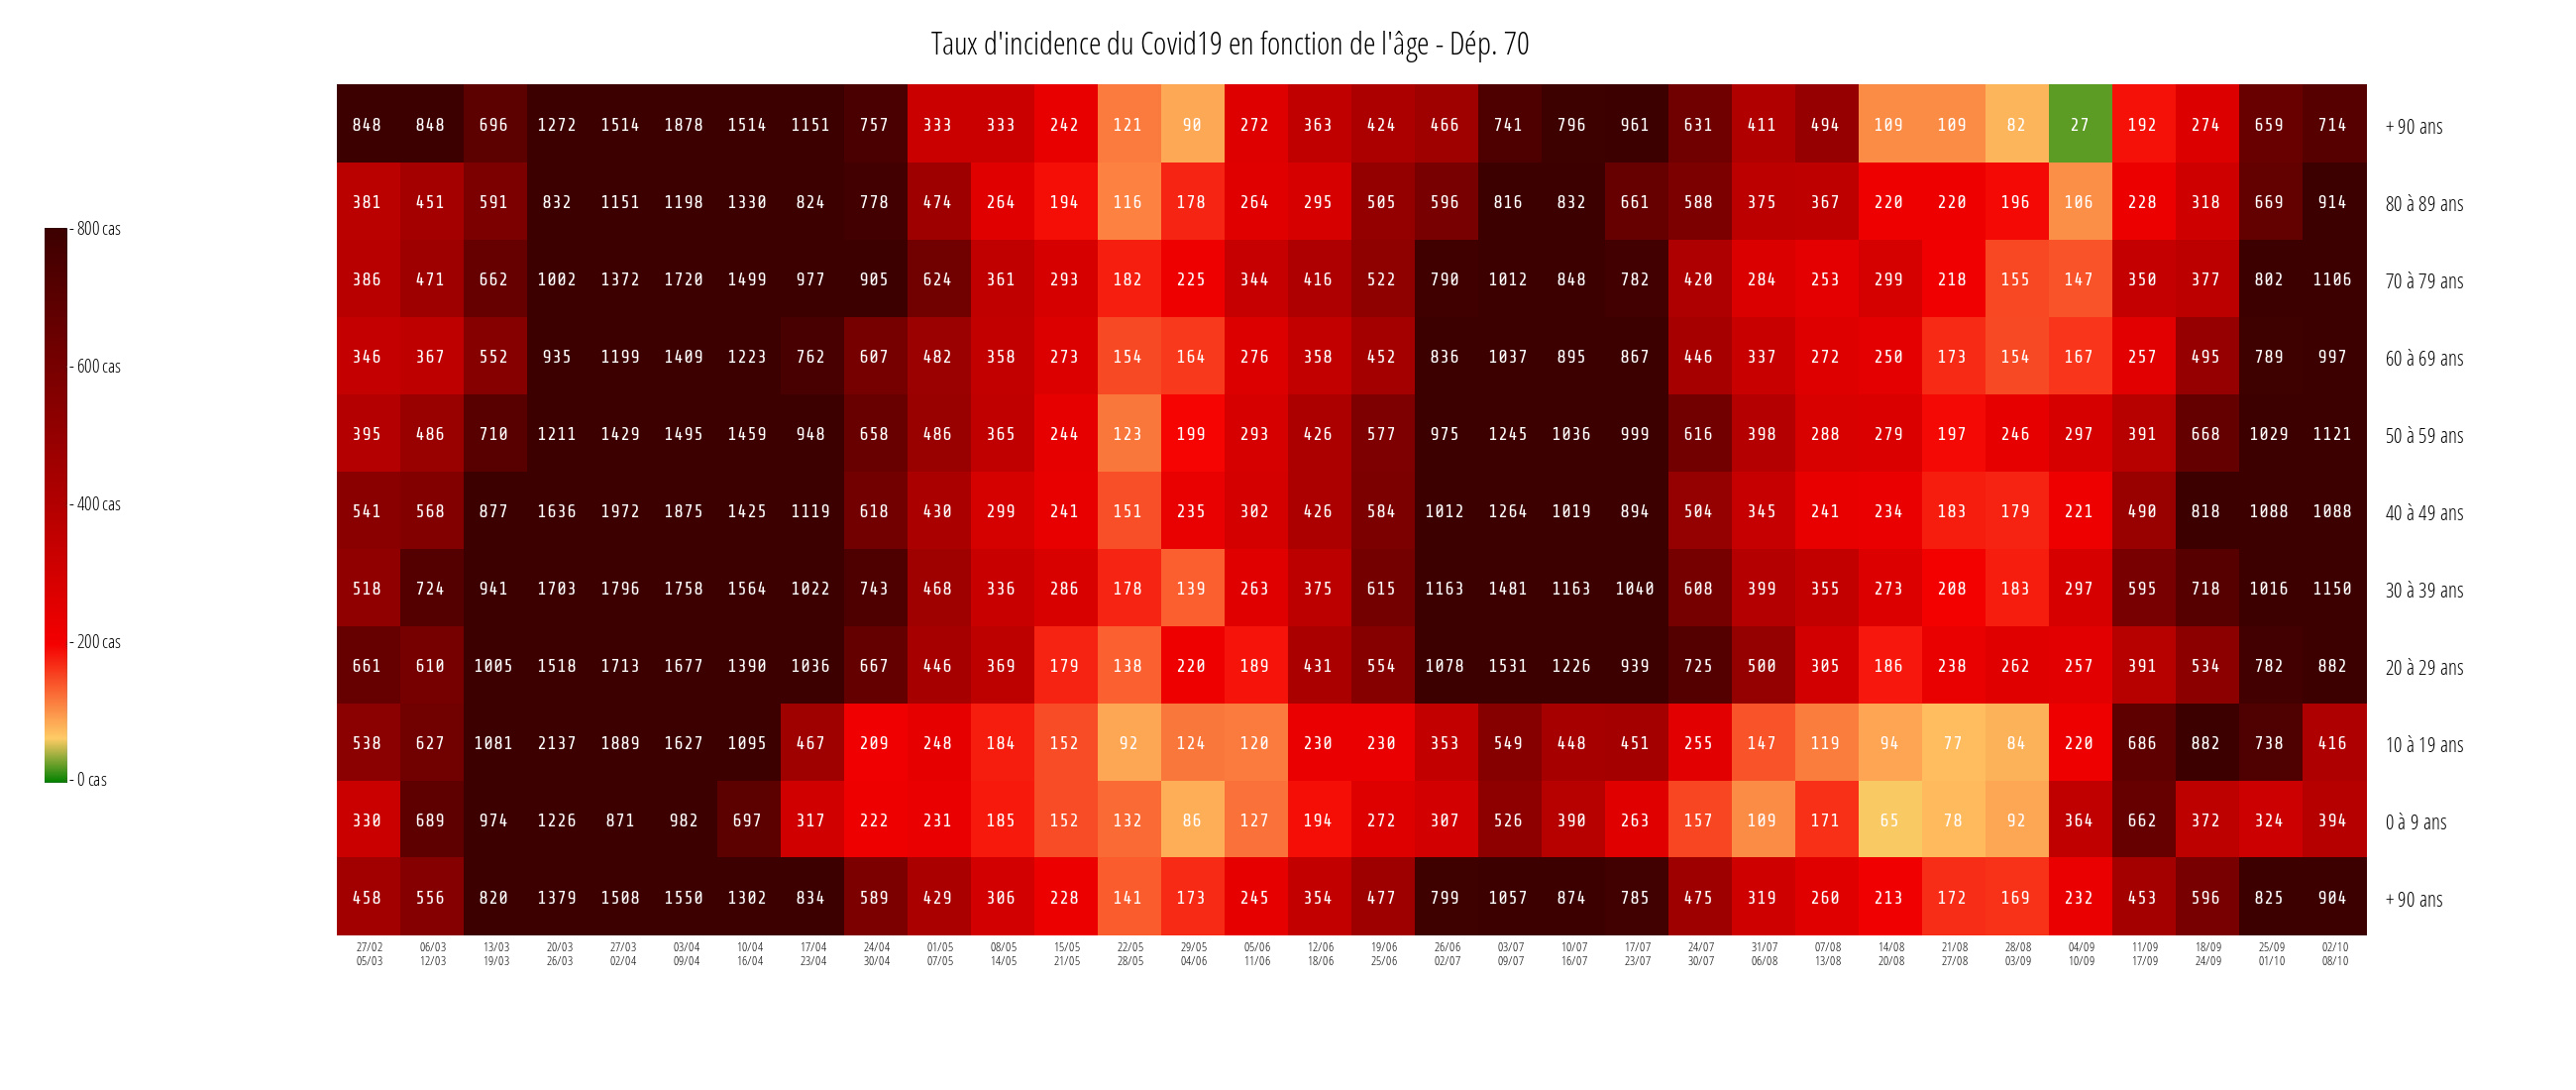 Taux d'incidence du Covid19 en fonction de l'âge - Dép. 70
- 800 cas
- 600 cas
- 400 cas
- 200 cas
- 0 cas
848 848 696 1272 1514 1878 1514 1151 757 333 333 242 121 90 272 363 424 466 741 796 961 631 411 494 109 109 82 27 192 274 659 714 + 90 ans
381 451 591 832 1151 1198 1330 824 778 474 264 194 116 178 264 295 505 596 816 832 661 588 375 367 220 220 196 106 228 318 669 914 80 à 89 ans
386 471 662 1002 1372 1720 1499 977 905 624 361 293 182 225 344 416 522 790 1012 848 782 420 284 253 299 218 155 147 350 377 802 1106 70 à 79 ans
346 367 552 935 1199 1409 1223 762 607 482 358 273 154 164 276 358 452 836 1037 895 867 446 337 272 250 173 154 167 257 495 789 997 60 à 69 ans
395 486 710 1211 1429 1495 1459 948 658 486 365 244 123 199 293 426 577 975 1245 1036 999 616 398 288 279 197 246 297 391 668 1029 1121 50 à 59 ans
541 568 877 1636 1972 1875 1425 1119 618 430 299 241 151 235 302 426 584 1012 1264 1019 894 504 345 241 234 183 179 221 490 818 1088 1088 40 à 49 ans
518 724 941 1703 1796 1758 1564 1022 743 468 336 286 178 139 263 375 615 1163 1481 1163 1040 608 399 355 273 208 183 297 595 718 1016 1150 30 à 39 ans
661 610 1005 1518 1713 1677 1390 1036 667 446 369 179 138 220 189 431 554 1078 1531 1226 939 725 500 305 186 238 262 257 391 534 782 882 20 à 29 ans
538 627 1081 2137 1889 1627 1095 467 209 248 184 152 92 124 120 230 230 353 549 448 451 255 147 119 94 77 84 220 686 882 738 416 10 à 19 ans
330 689 974 1226 871 982 697 317 222 231 185 152 132 86 127 194 272 307 526 390 263 157 109 171 65 78 92 364 662 372 324 394 0 à 9 ans
458 556 820 1379 1508 1550 1302 834 589 429 306 228 141 173 245 354 477 799 1057 874 785 475 319 260 213 172 169 232 453 596 825 904 + 90 ans
27/02 06/03 13/03 20/03 27/03 03/04 10/04 17/04 24/04 01/05 08/05 15/05 22/05 29/05 05/06 12/06 19/06 26/06 03/07 10/07 17/07 24/07 31/07 07/08 14/08 21/08 28/08 04/09 11/09 18/09 25/09 02/10
05/03 12/03 19/03 26/03 02/04 09/04 16/04 23/04 30/04 07/05 14/05 21/05 28/05 04/06 11/06 18/06 25/06 02/07 09/07 16/07 23/07 30/07 06/08 13/08 20/08 27/08 03/09 10/09 17/09 24/09 01/10 08/10